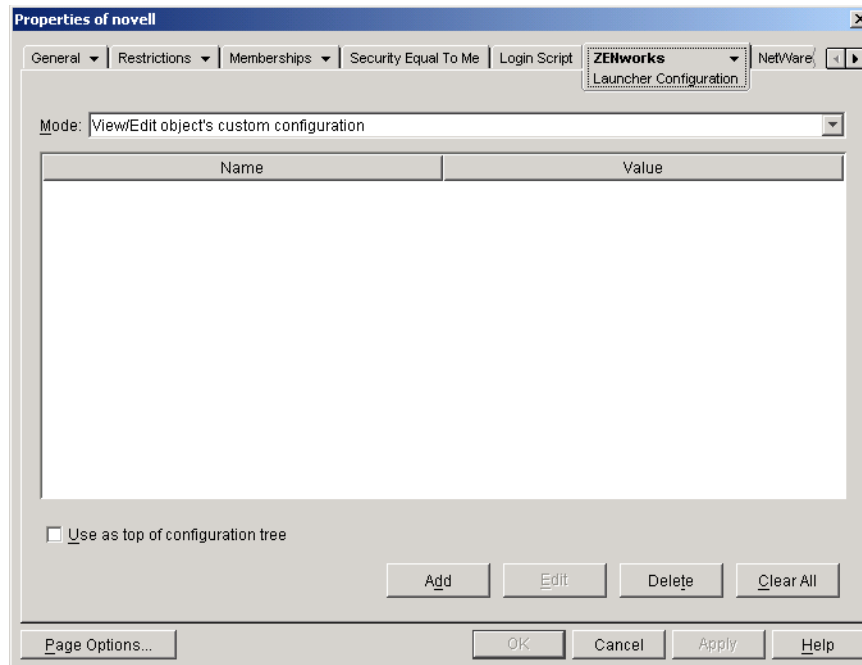 Properties of novell
General Restrictions Memberships Security Equal To Me Login Script ZENworks NetWare
Launcher Configuration
Mode: View/Edit object's custom configuration
Name Value
Use as top of configuration tree
Add Edit Delete Clear All
Page Options... OK Cancel Apply Help